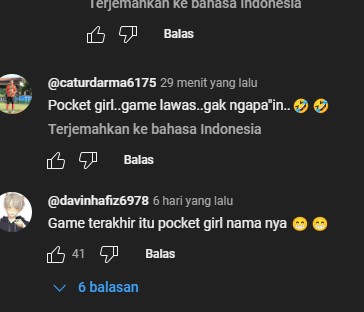 Terjemahkan ke bahasa Indonesia
Balas
@caturdarma6175 29 menit yang lalu
Pocket girl..game lawas..gak ngapa"in.. 🤣 🤣
Terjemahkan ke bahasa Indonesia
Balas
@davinhafiz6978 6 hari yang lalu
Game terakhir itu pocket girl nama nya 😁 😁
41 Balas
6 balasan